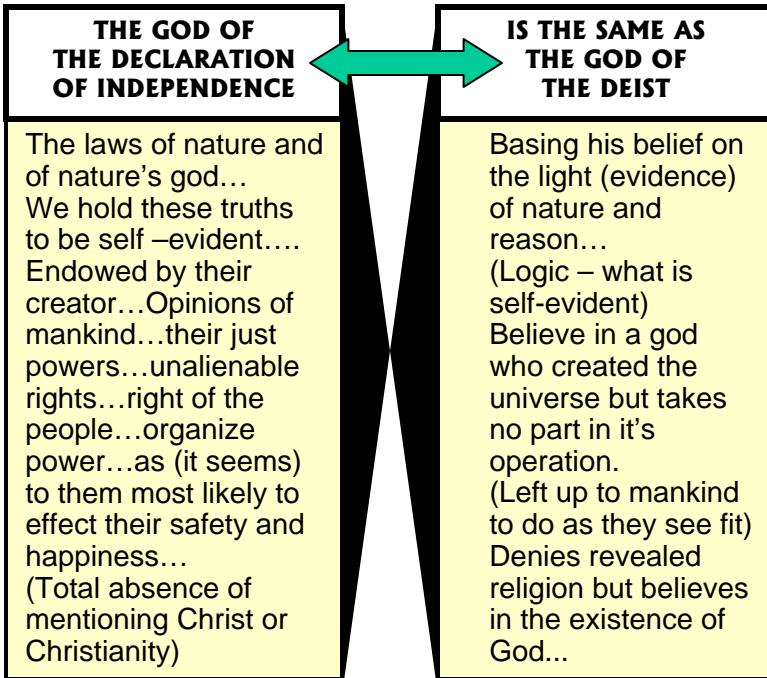 THE GOD OF
THE DECLARATION
OF INDEPENDENCE
The laws of nature and
of nature’s god…
We hold these truths
to be self –evident….
Endowed by their
creator…Opinions of
mankind…their just
powers…unalienable
rights…right of the
people…organize
power…as (it seems)
to them most likely to
effect their safety and
happiness…
(Total absence of
mentioning Christ or
Christianity)
IS THE SAME AS
THE GOD OF
THE DEIST
Basing his belief on
the light (evidence)
of nature and
reason…
(Logic – what is
self-evident)
Believe in a god
who created the
universe but takes
no part in it’s
operation.
(Left up to mankind
to do as they see fit)
Denies revealed
religion but believes
in the existence of
God...